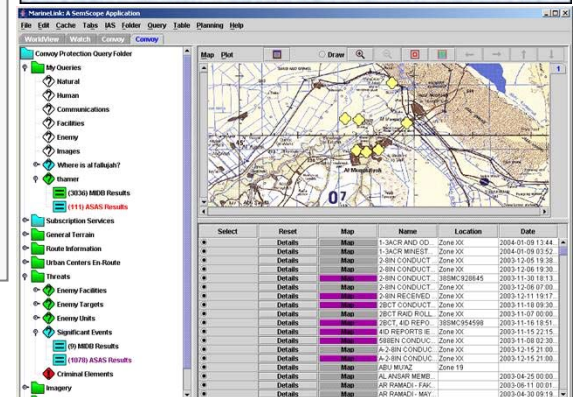 MarineLink: A SemScope Application
File Edit Cache Tabs IAS Folder Query Table Planning Help
WorldView Watch Convoy Convoy
Convoy Protection Query Folder
My Queries
Natural
Human
Communications
Facilities
Enemy
Images
Where is al fallujah?
thamer
(3036) MIDB Results
(111) ASAS Results
Subscription Services
General Terrain
Route Information
Urban Centers En-Route
Threats
Enemy Facilities
Enemy Targets
Enemy Units
Significant Events
(9) MIDB Results
(1078) ASAS Results
Criminal Elements
Imagery
Map Plot Draw
1
Al Muqdadiyah
07
Select Reset Map Name Location Date
Details Map 1-3ACR AND OD... Zone XX 2004-01-09 13:44...
Details Map 1-3ACR MINEST... Zone XX 2004-01-09 03:52...
Details Map 2-8IN CONDUCT... Zone XX 2003-12-05 19:38...
Details Map 2-8IN CONDUCT... Zone XX 2003-12-06 19:30...
Details Map 2-8IN CONDUCT... 38SMC928645 2003-11-30 18:13...
Details Map 2-8IN CONDUCT... Zone XX 2003-12-06 07:00...
Details Map 2-8IN RECEIVED... Zone XX 2003-12-11 19:17...
Details Map 2BCT CONDUCT... Zone XX 2003-11-18 09:30...
Details Map 2BCT RAID ROLL... Zone XX 2003-11-07 00:00...
Details Map 2BCT, 4ID REPO... 38SMC954598 2003-11-16 18:51...
Details Map 4ID REPORTS IE... Zone XX 2003-11-15 22:15...
Details Map 588EN CONDUC... Zone XX 2003-11-08 02:30...
Details Map A-2-8IN CONDUC... Zone XX 2003-12-15 21:00...
Details Map A-2-8IN CONDUC... Zone XX 2003-12-15 21:00...
Details Map ABU MU'AZ Zone 19
Details Map AL ANSAR MEMB... 2003-04-25 00:00...
Details Map AR RAMADI - FAK... 2003-06-11 00:01...
Details Map AR RAMADI - MAY... 2003-04-30 09:19...